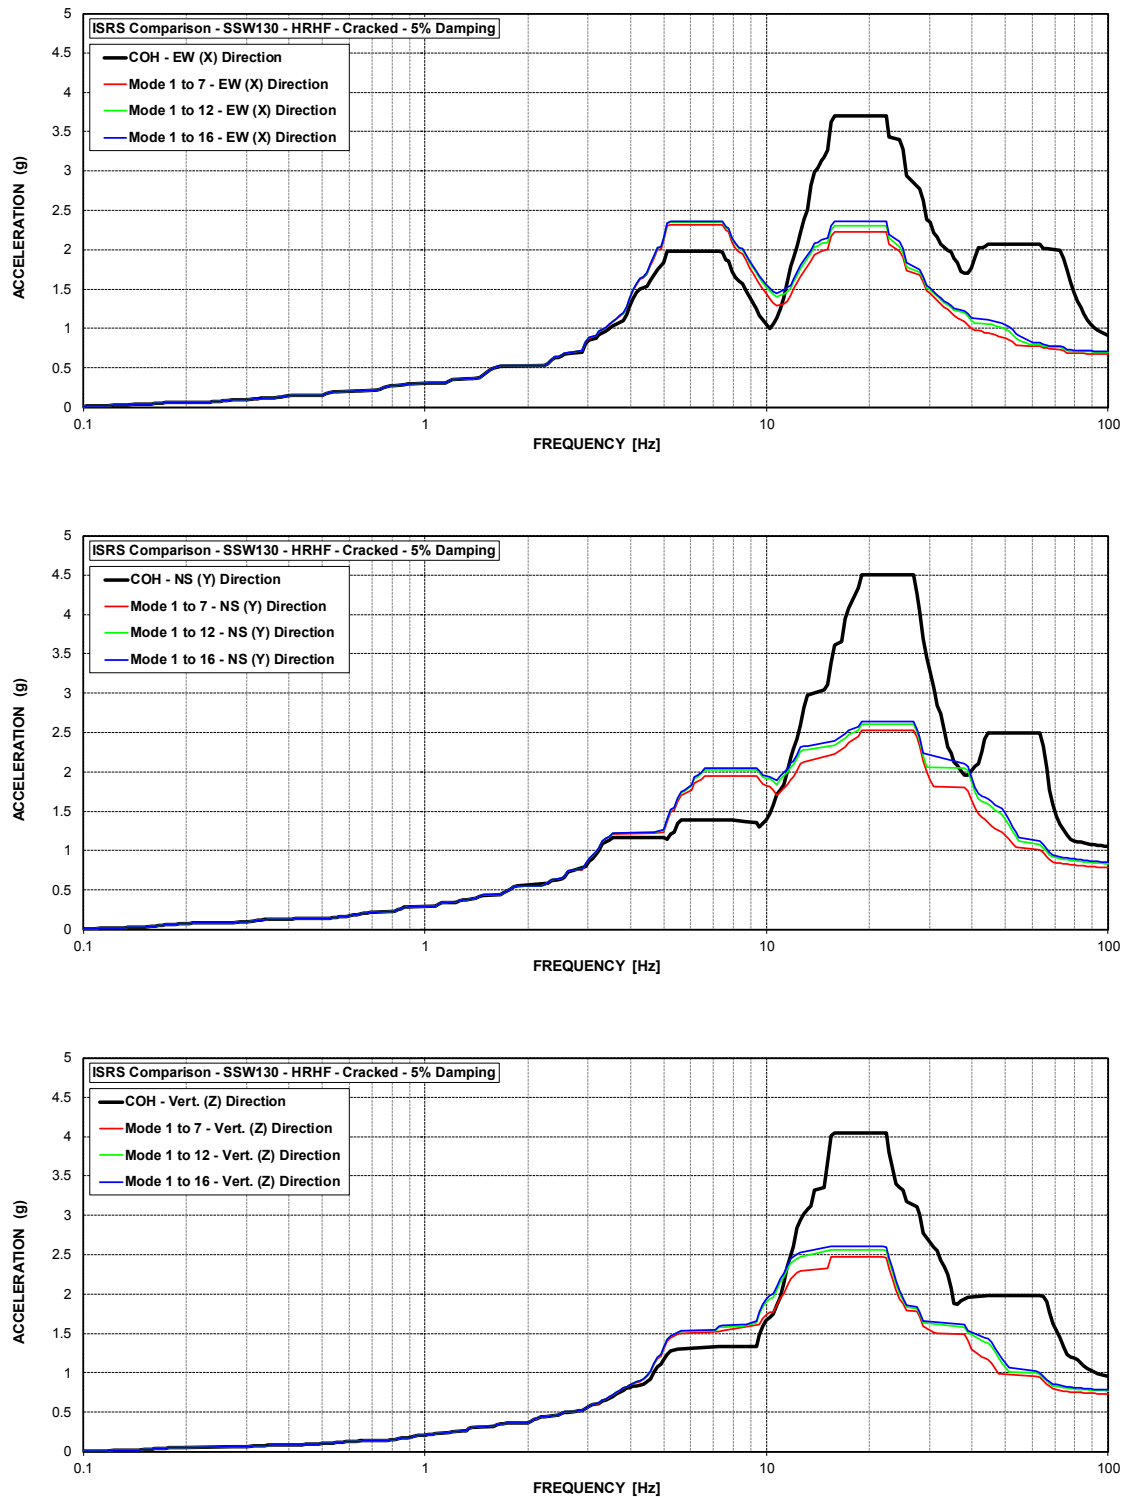 ISRS Comparison - SSW130 - HRHF - Cracked - 5% Damping
COH - EW (X) Direction
Mode 1 to 7 - EW (X) Direction
Mode 1 to 12 - EW (X) Direction
Mode 1 to 16 - EW (X) Direction
5
4.5
4
3.5
3
2.5
2
1.5
1
0.5
0
ACCELERATION (g)
0.1 1 10 100
FREQUENCY [Hz]
ISRS Comparison - SSW130 - HRHF - Cracked - 5% Damping
COH - NS (Y) Direction
Mode 1 to 7 - NS (Y) Direction
Mode 1 to 12 - NS (Y) Direction
Mode 1 to 16 - NS (Y) Direction
5
4.5
4
3.5
3
2.5
2
1.5
1
0.5
0
ACCELERATION (g)
0.1 1 10 100
FREQUENCY [Hz]
ISRS Comparison - SSW130 - HRHF - Cracked - 5% Damping
COH - Vert. (Z) Direction
Mode 1 to 7 - Vert. (Z) Direction
Mode 1 to 12 - Vert. (Z) Direction
Mode 1 to 16 - Vert. (Z) Direction
5
4.5
4
3.5
3
2.5
2
1.5
1
0.5
0
ACCELERATION (g)
0.1 1 10 100
FREQUENCY [Hz]